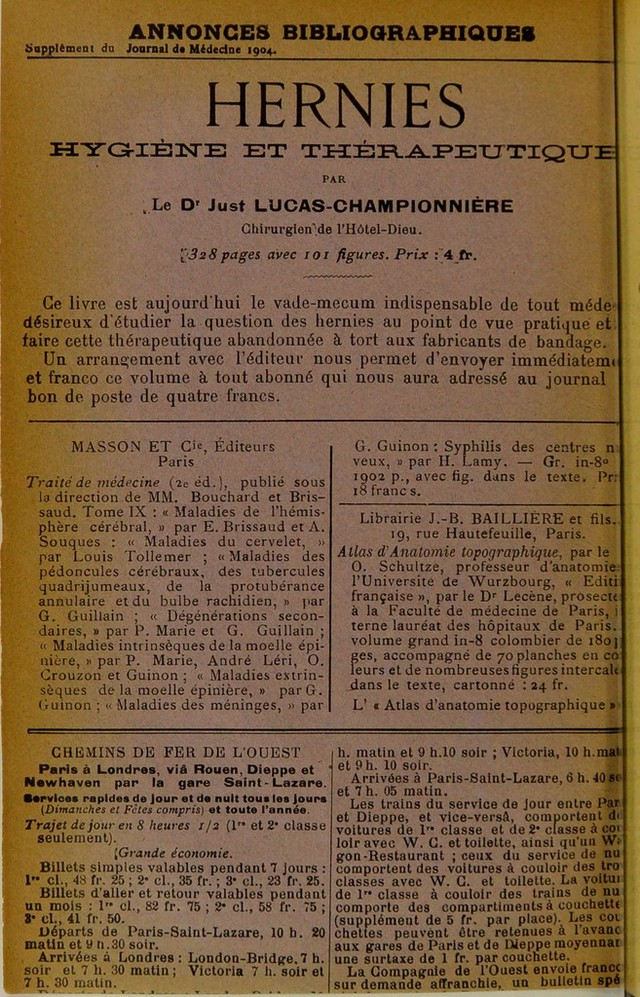 ANNONCES BIBLIOGRAPHIQUES
Supplément du Journal de Médecine 1904.
HERNIES
HYGIÈNE ET THÉRAPEUTIQUE
PAR
Le Dr Just LUCAS-CHAMPIONNIÈRE
Chirurgien de l'Hôtel-Dieu.
328 pages avec 101 figures. Prix : 4 fr.
Ce livre est aujourd'hui le vade-mecum indispensable de tout méde
désireux d'étudier la question des hernies au point de vue pratique et
faire cette thérapeutique abandonnée à tort aux fabricants de bandage.
Un arrangement avec l'éditeur nous permet d'envoyer immédiatem
et franco ce volume à tout abonné qui nous aura adressé au journal
bon de poste de quatre francs.
MASSON ET Cie, Éditeurs
Paris
Traité de médecine (2e éd.), publié sous
la direction de MM. Bouchard et Bris-
saud. Tome IX : « Maladies de l'hémis-
phère cérébral, » par E. Brissaud et A.
Souques : « Maladies du cervelet, »
par Louis Tollemer ; « Maladies des
pédoncules cérébraux, des tubercules
quadrijumeaux, de la protubérance
annulaire et du bulbe rachidien, » par
G. Guillain ; « Dégénérations secon-
daires, » par P. Marie et G. Guillain ;
« Maladies intrinsèques de la moelle épi-
nière, » par P. Marie, André Léri, O.
Crouzon et Guinon ; « Maladies extrin-
sèques de la moelle épinière, » par G.
Guinon ; « Maladies des méninges, » par
G. Guinon : Syphilis des centres n
veux, » par H. Lamy. — Gr. in-8°
1902 p., avec fig. dans le texte. Pr
18 francs.
Librairie J.-B. BAILLIÈRE et fils.
19, rue Hautefeuille, Paris.
Atlas d'Anatomie topographique, par le
O. Schultze, professeur d'anatomie
l'Universite de Wurzbourg, « Editi
française », par le Dr Lecène, prosecte
à la Faculté de médecine de Paris, i
terne lauréat des hôpitaux de Paris.
volume grand in-8 colombier de 180
ges, accompagné de 70 planches en co
leurs et de nombreuses figures intercale
dans le texte, cartonné : 24 fr.
L' « Atlas d'anatomie topographique »
CHEMINS DE FER DE L'OUEST
Paris à Londres, viâ Rouen, Dieppe et
Newhaven par la gare Saint-Lazare.
Services rapides de jour et de nuit tous les jours
(Dimanches et Fêtes compris) et toute l'année.
Trajet de jour en 8 heures 1/2 (1re et 2e classe
seulement).
Grande économie.
Billets simples valables pendant 7 jours :
1re cl., 48 fr. 25 ; 2e cl., 35 fr. ; 3e cl., 23 fr. 25.
Billets d'aller et retour valables pendant
un mois : 1re cl., 82 fr. 75 ; 2e cl., 58 fr. 75 ;
3e cl., 41 fr. 50.
Départs de Paris-Saint-Lazare, 10 h. 20
matin et 9 h. 30 soir.
Arrivées à Londres : London-Bridge, 7 h.
soir et 7 h. 30 matin ; Victoria 7 h. soir et
7 h. 30 matin.
h. matin et 9 h. 10 soir ; Victoria, 10 h. mat
et 9 h. 10 soir.
Arrivées à Paris-Saint-Lazare, 6 h. 40 so
et 7 h. 05 matin.
Les trains du service de jour entre Par
et Dieppe, et vice-versâ, comportent d
voitures de 1re classe et de 2e classe à cou
loir avec W. C. et toilette, ainsi qu'un W
gon-Restaurant ; ceux du service de nu
comportent des voitures à couloir des tro
classes avec W. C. et toilette. La voitu
de 1re classe à couloir des trains de nu
comporte des compartiments à couchette
(supplément de 5 fr. par place). Les cou
chettes peuvent être retenues à l'avanc
aux gares de Paris et de Dieppe moyennan
une surtaxe de 1 fr. par couchette.
La Compagnie de l'Ouest envoie franco
sur demande affranchie, un bulletin spé